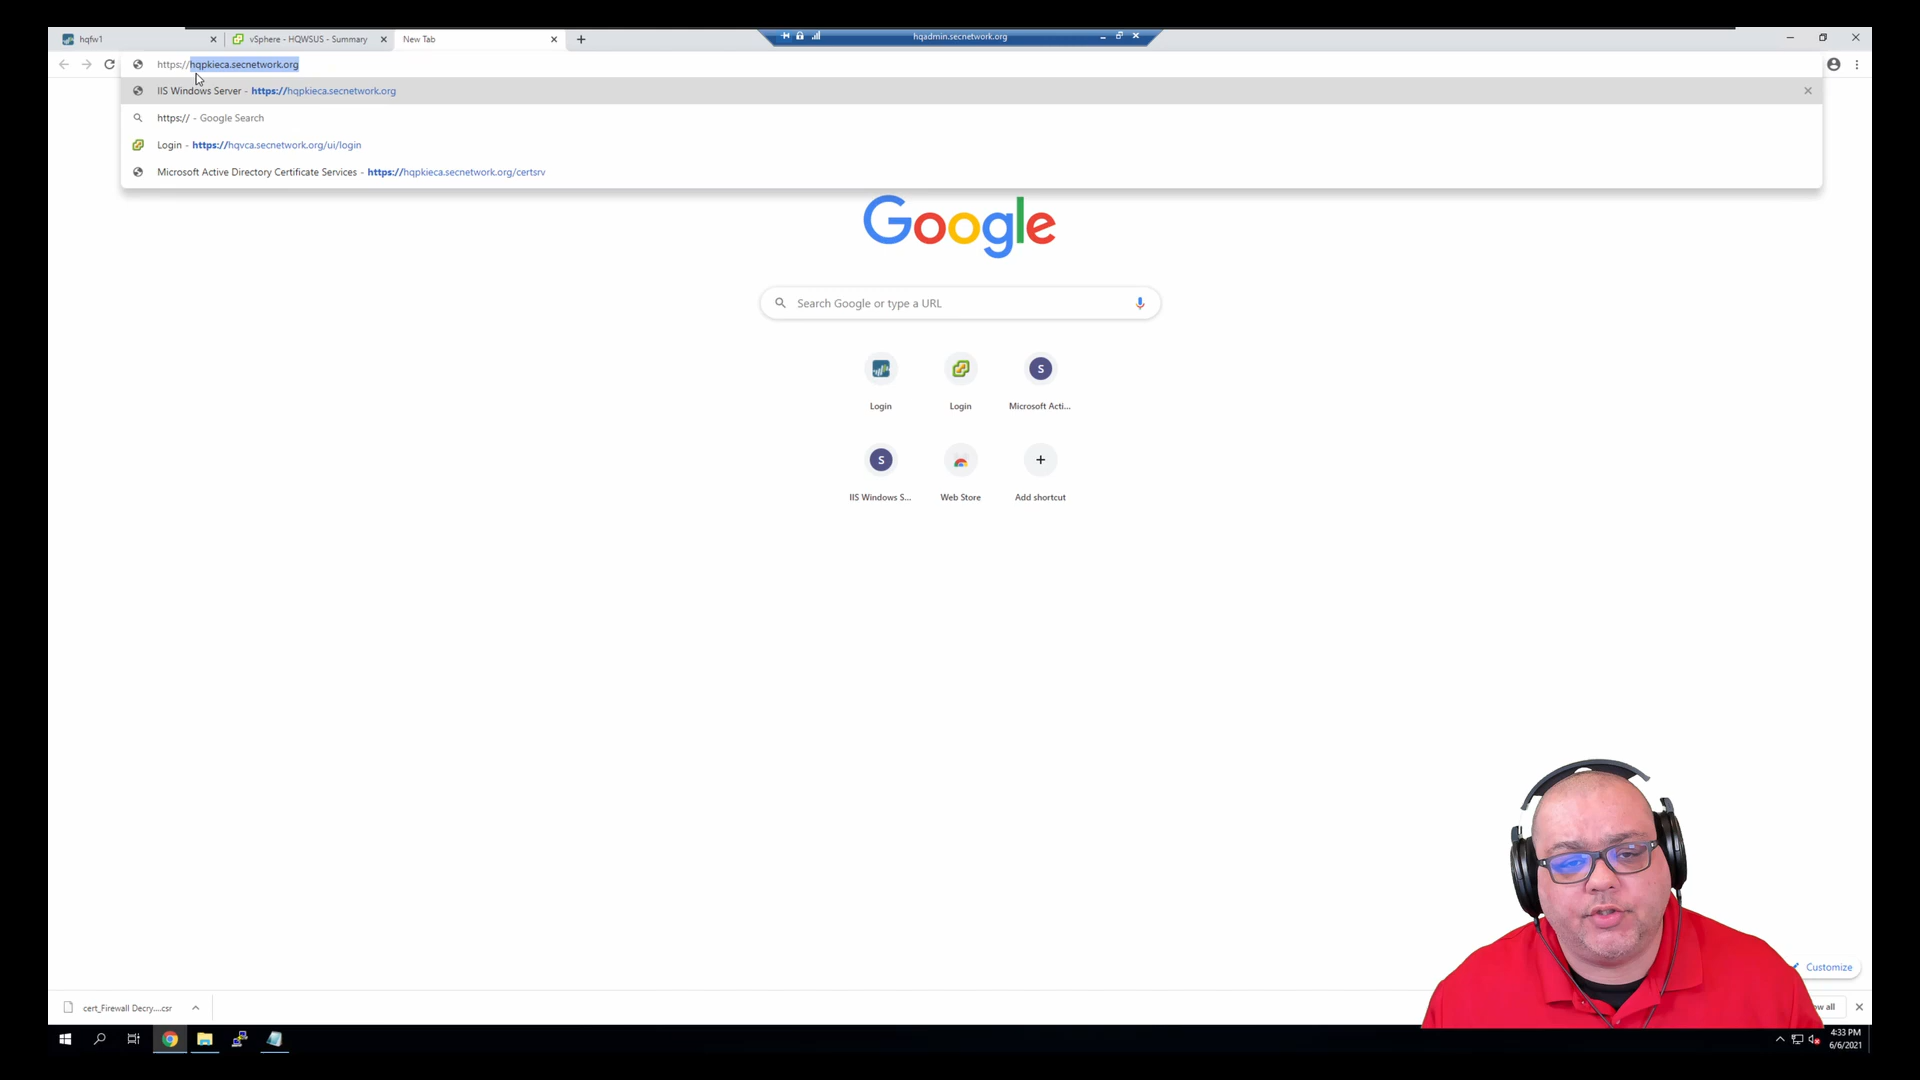 hqfw1
vSphere - HQWSUS - Summary
New Tab
hqadmin.secnetwork.org
https://hqpkieca.secnetwork.org
IIS Windows Server - https://hqpkieca.secnetwork.org
https:// - Google Search
Login - https://hqvca.secnetwork.org/ui/login
Microsoft Active Directory Certificate Services - https://hqpkieca.secnetwork.org/certsrv
Google
Search Google or type a URL
S
Login
Login
Microsoft Acti...
S
IIS Windows S...
Web Store
Add shortcut
Customize
cert_Firewall Decry....csr
all
4:33 PM
6/6/2021